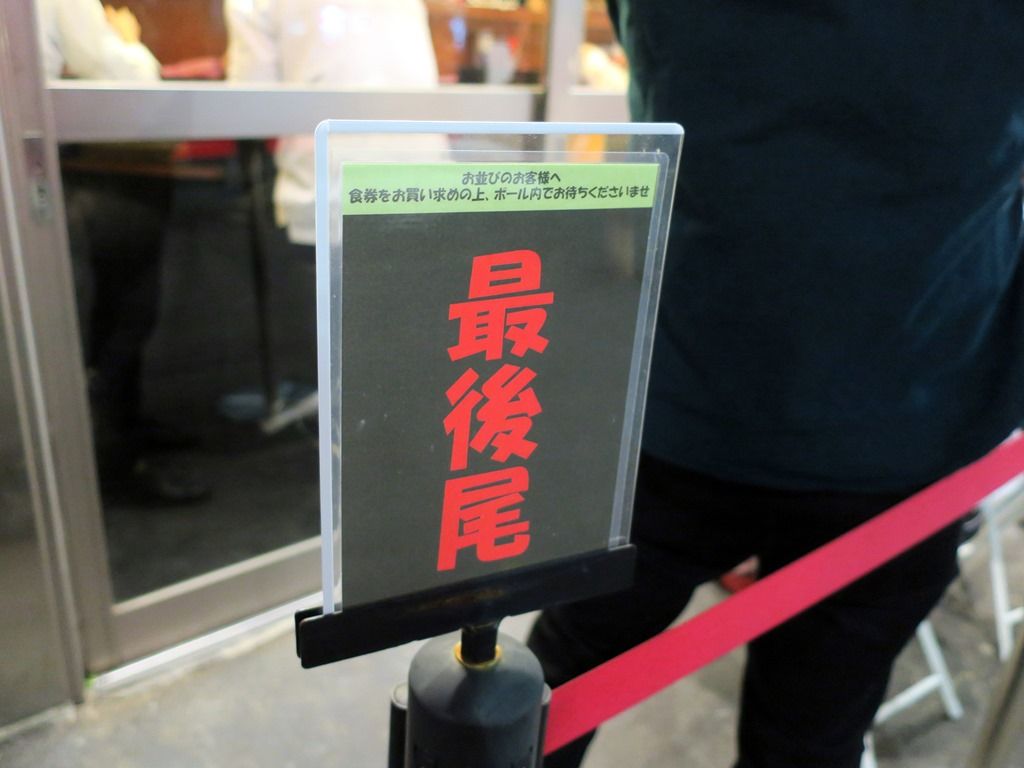 お並びのお客様へ
食券をお買い求めの上、ポール内でお待ちくださいませ
最後尾